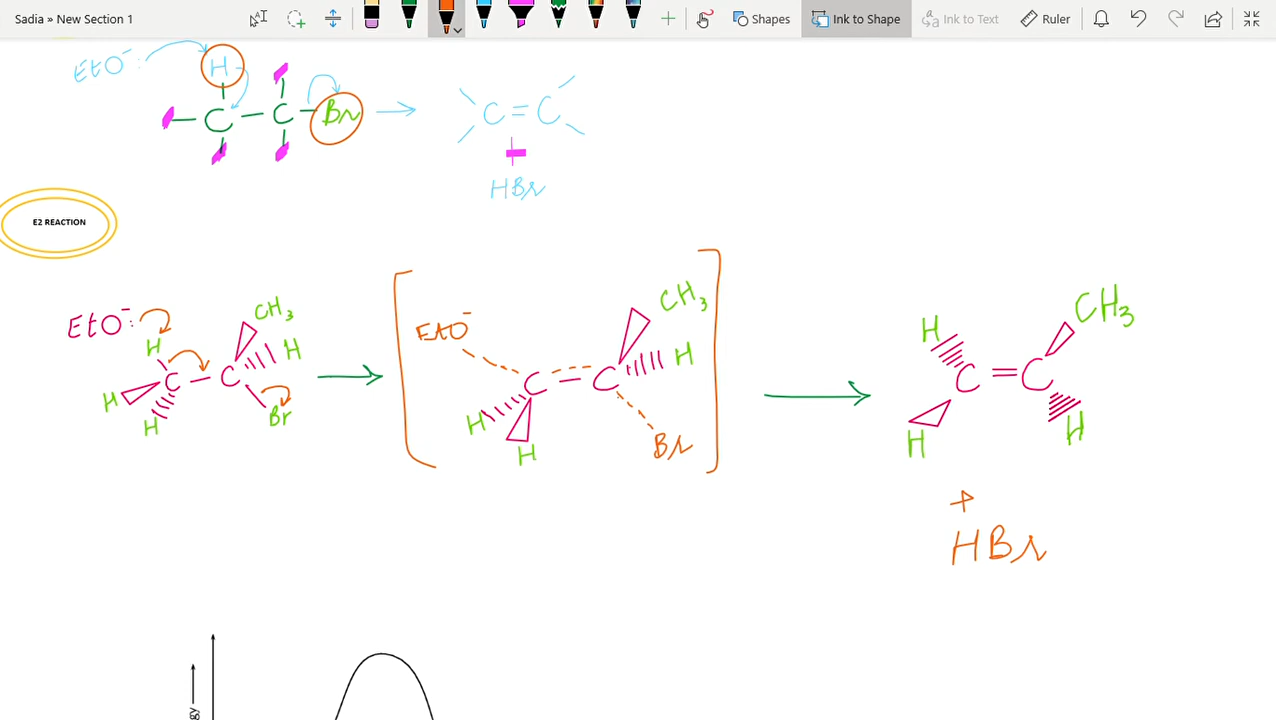 Sadia » New Section 1
Shapes
Ink to Shape
Ink to Text
Ruler
EtO⁻:
H
C – C – Br → C = C
+
HBr
E2 REACTION
EtO⁻:
CH₃
H
H
C – C
H
H
Br
EtO⁻
CH₃
H
C = C
H
H
Br
H
CH₃
C = C
H
H
+
HBr